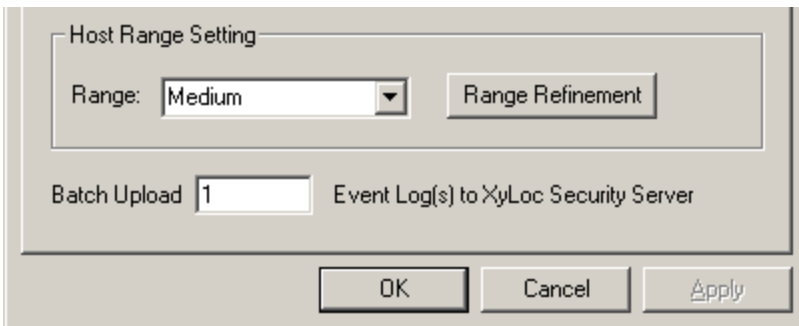 Host Range Setting
Range: Medium Range Refinement
Batch Upload 1 Event Log(s) to XyLoc Security Server
OK Cancel Apply